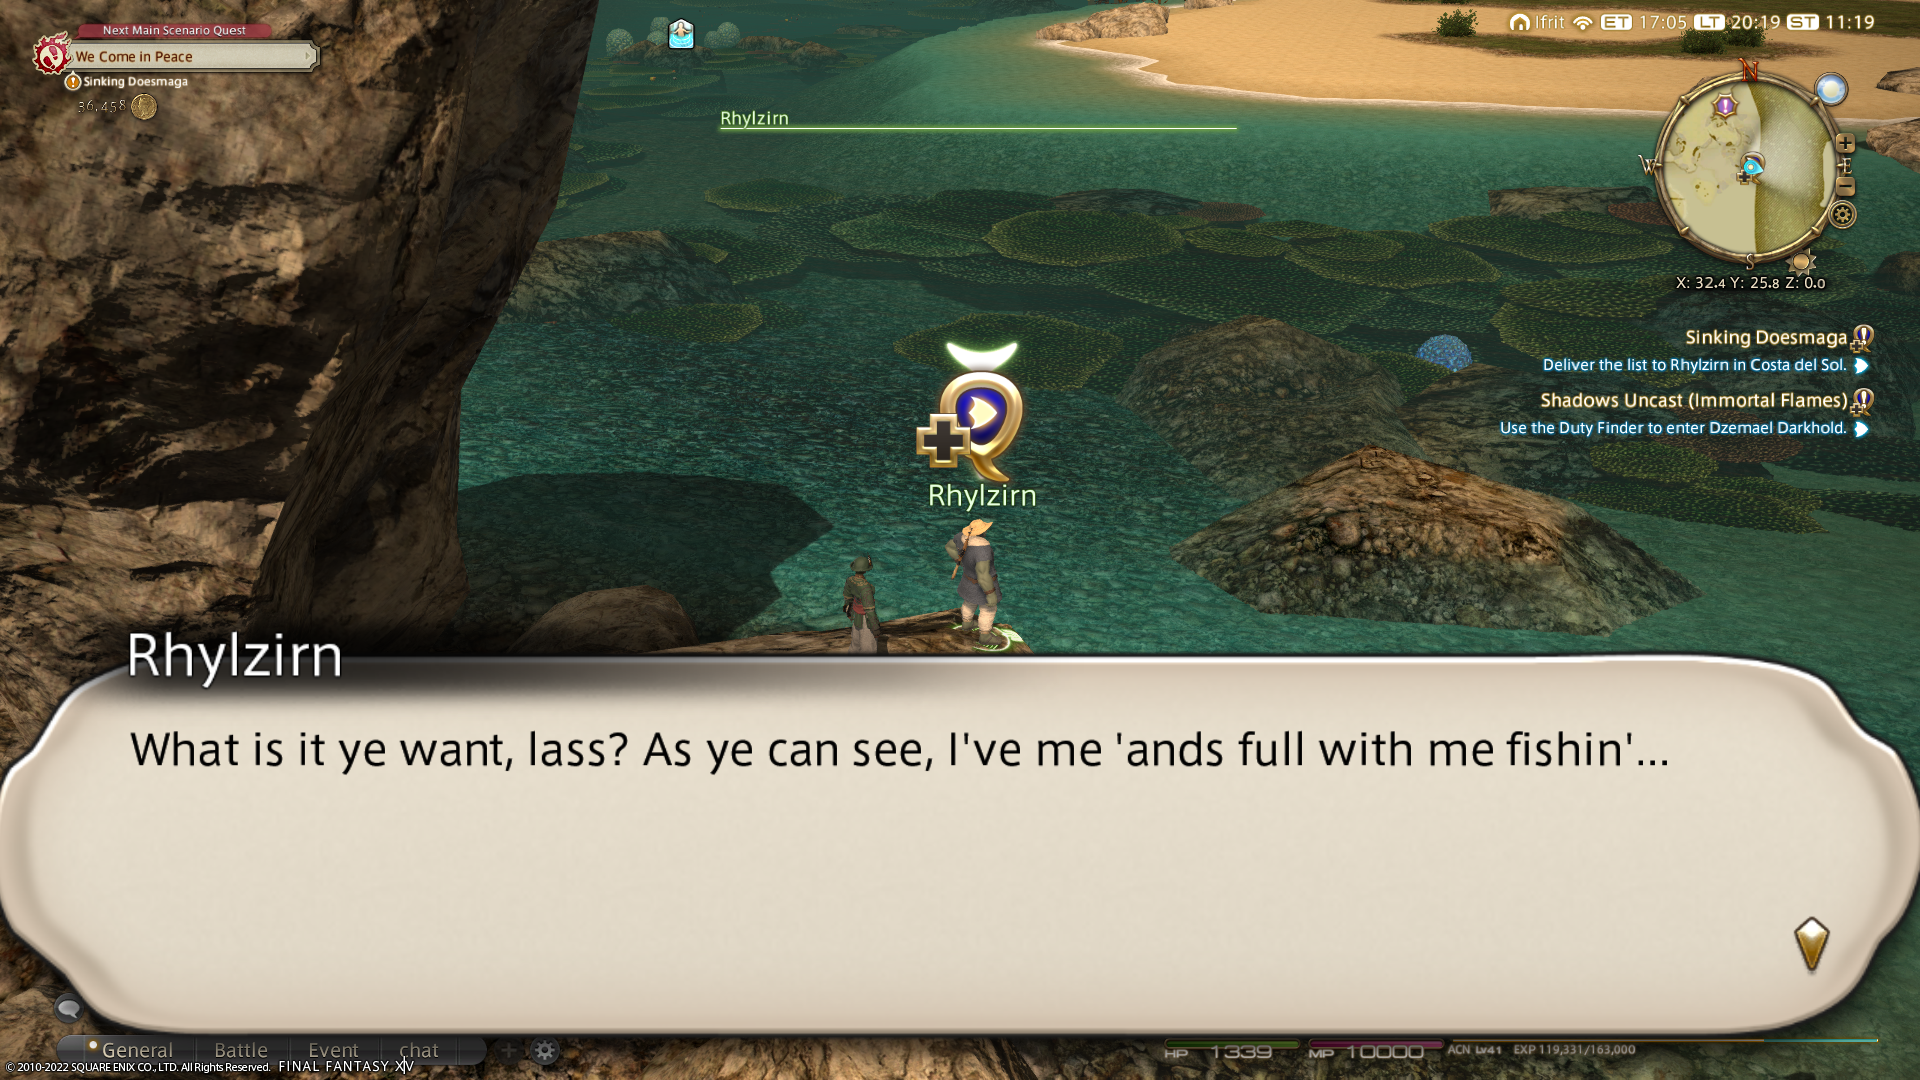 Next Main Scenario Quest
We Come in Peace
Sinking Doesmaga
36,458
Ifrit ET 17:05 LT 20:19 ST 11:19
Rhylzirn
N
W
E
S
X: 32.4 Y: 25.8 Z: 0.0
Sinking Doesmaga
Deliver the list to Rhylzirn in Costa del Sol.
Shadows Uncast (Immortal Flames)
Use the Duty Finder to enter Dzemael Darkhold.
Rhylzirn
Rhylzirn
What is it ye want, lass? As ye can see, I've me 'ands full with me fishin'...
General Battle Event chat
HP 1339 MP 10000 ACN Lv41 EXP 119,331/163,000
© 2010-2022 SQUARE ENIX CO., LTD. All Rights Reserved. FINAL FANTASY XIV